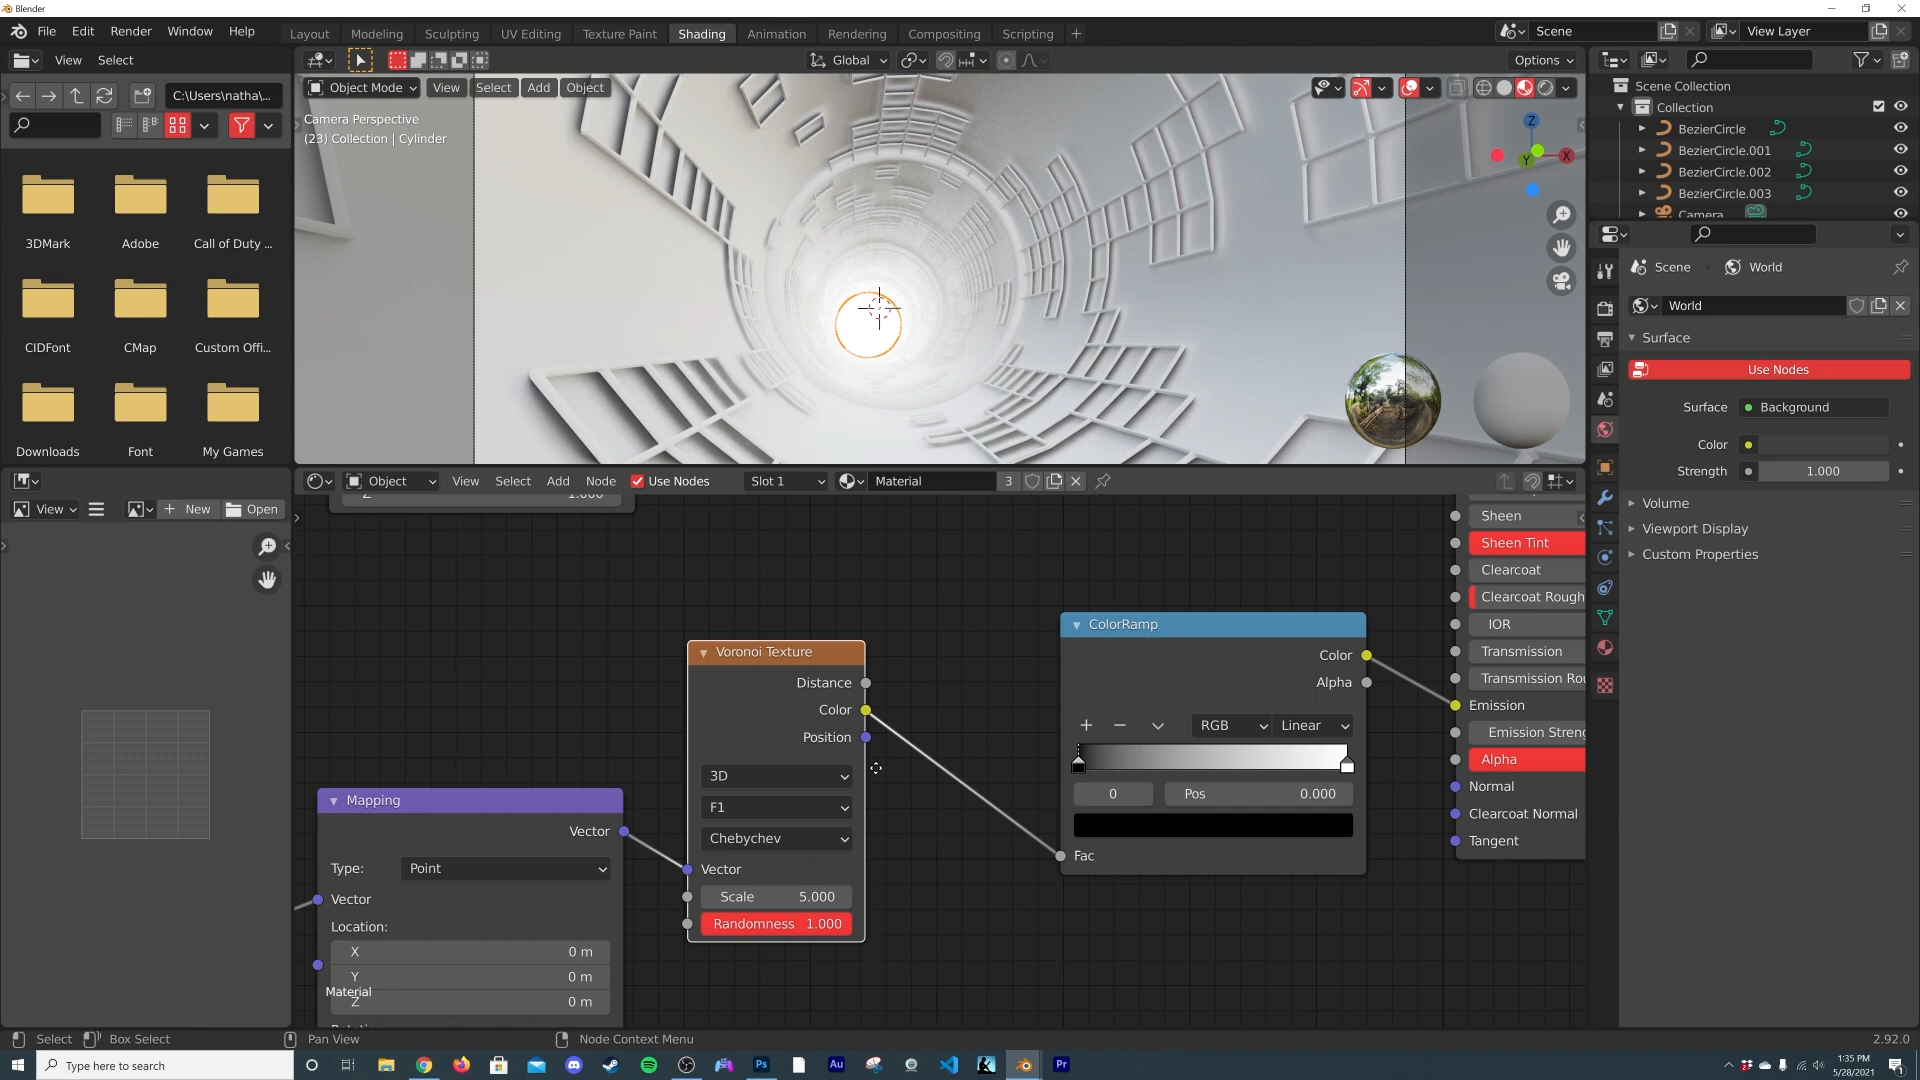 Blender
File Edit Render Window Help
Layout Modeling Sculpting UV Editing Texture Paint Shading Animation Rendering Compositing Scripting +
Scene
View Layer
View Select
Global
Options
C:\Users\natha\...
Object Mode View Select Add Object
Camera Perspective
(23) Collection | Cylinder
Z
Y
X
3DMark Adobe Call of Duty ...
CIDFont CMap Custom Offi...
Downloads Font My Games
Scene Collection
Collection
BezierCircle
BezierCircle.001
BezierCircle.002
BezierCircle.003
Camera
Scene World
World
Surface
Use Nodes
Surface Background
Color
Strength 1.000
Volume
Viewport Display
Custom Properties
View + New Open
Object View Select Add Node Use Nodes Slot 1 Material 3
Z 1.000
Mapping
Vector
Type: Point
Vector
Location:
X 0 m
Y 0 m
Z 0 m
Material
Voronoi Texture
Distance
Color
Position
3D
F1
Chebychev
Vector
Scale 5.000
Randomness 1.000
ColorRamp
Color
Alpha
+ − RGB Linear
0 Pos 0.000
Fac
Sheen
Sheen Tint
Clearcoat
Clearcoat Rough
IOR
Transmission
Transmission Rou
Emission
Emission Stren
Alpha
Normal
Clearcoat Normal
Tangent
Select Box Select Pan View Node Context Menu 2.92.0
Type here to search
Ps
Au
Pr
1:35 PM
5/28/2021